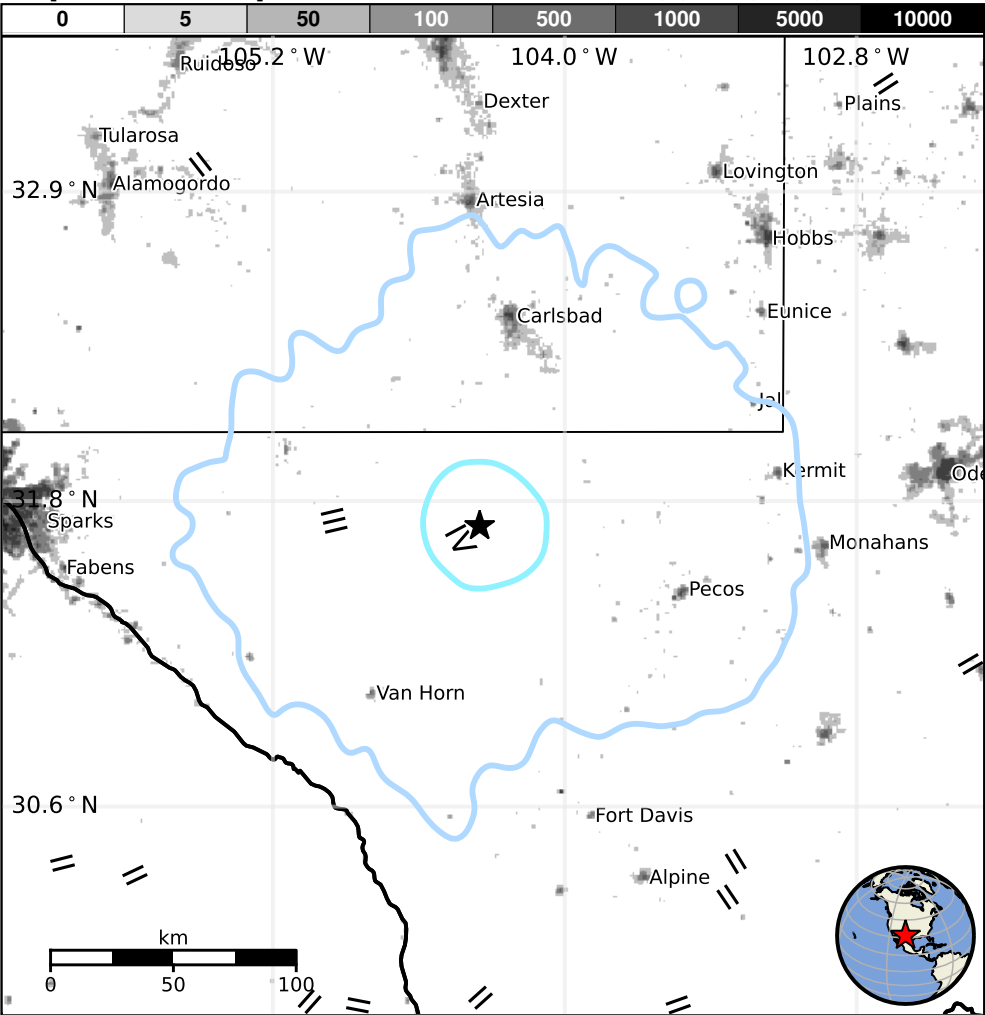 0 5 50 100 500 1000 5000 10000
105.2°W 104.0°W 102.8°W
Ruidoso
Dexter
Plains
Tularosa
Lovington
Alamogordo
32.9°N
Artesia
Hobbs
Eunice
Carlsbad
Jal
Kermit
Ode
31.8°N
Sparks
Monahans
Fabens
Pecos
Van Horn
30.6°N
Fort Davis
Alpine
km
0 50 100